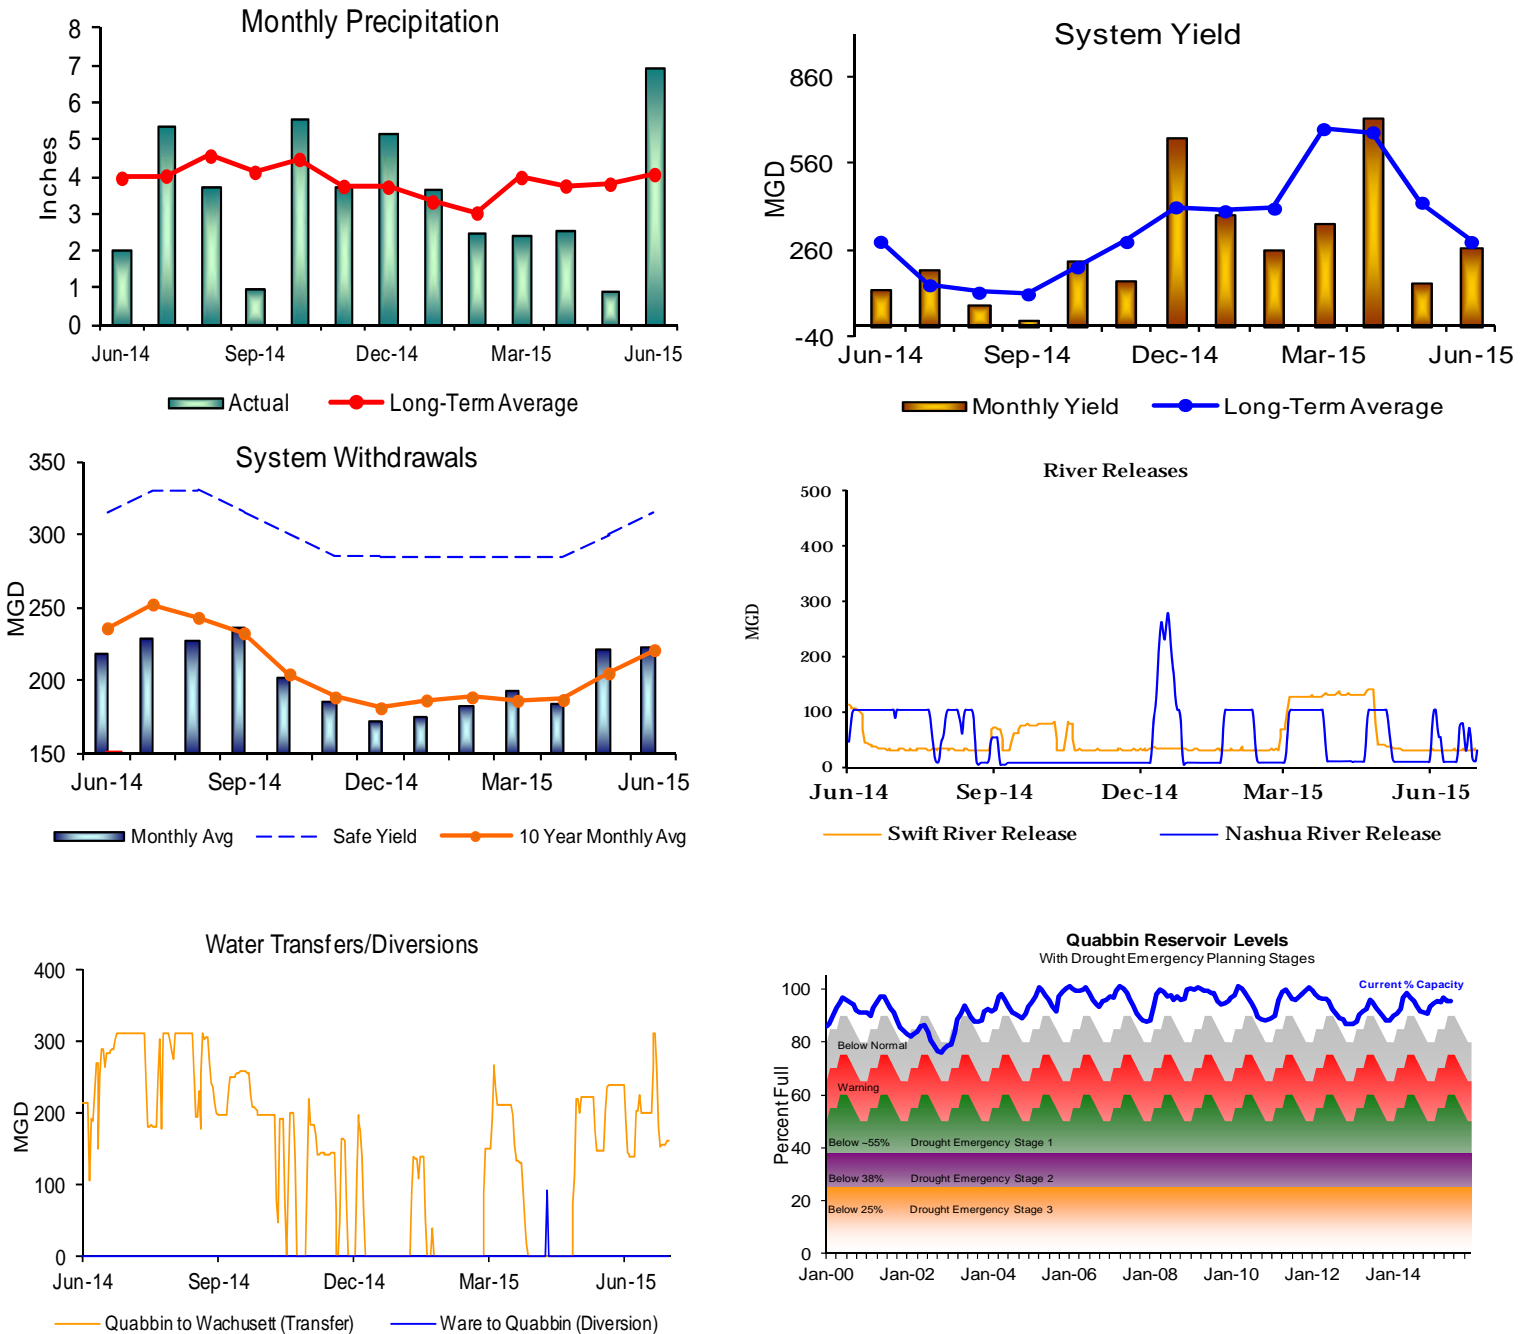 Monthly Precipitation
8
7
6
5
4
3
2
1
0
Inches
Jun-14
Sep-14
Dec-14
Mar-15
Jun-15
Actual
Long-Term Average
System Yield
860
560
260
-40
MGD
Jun-14
Sep-14
Dec-14
Mar-15
Jun-15
Monthly Yield
Long-Term Average
System Withdrawals
350
300
250
200
150
MGD
Jun-14
Sep-14
Dec-14
Mar-15
Jun-15
Monthly Avg
Safe Yield
10 Year Monthly Avg
River Releases
500
400
300
200
100
0
MGD
Jun-14
Sep-14
Dec-14
Mar-15
Jun-15
Swift River Release
Nashua River Release
Water Transfers/Diversions
400
300
200
100
0
MGD
Jun-14
Sep-14
Dec-14
Mar-15
Jun-15
Quabbin to Wachusett (Transfer)
Ware to Quabbin (Diversion)
Quabbin Reservoir Levels
With Drought Emergency Planning Stages
Current % Capacity
100
80
60
40
20
0
Percent Full
Below Normal
Warning
Below ~55% Drought Emergency Stage 1
Below 38% Drought Emergency Stage 2
Below 25% Drought Emergency Stage 3
Jan-00
Jan-02
Jan-04
Jan-06
Jan-08
Jan-10
Jan-12
Jan-14